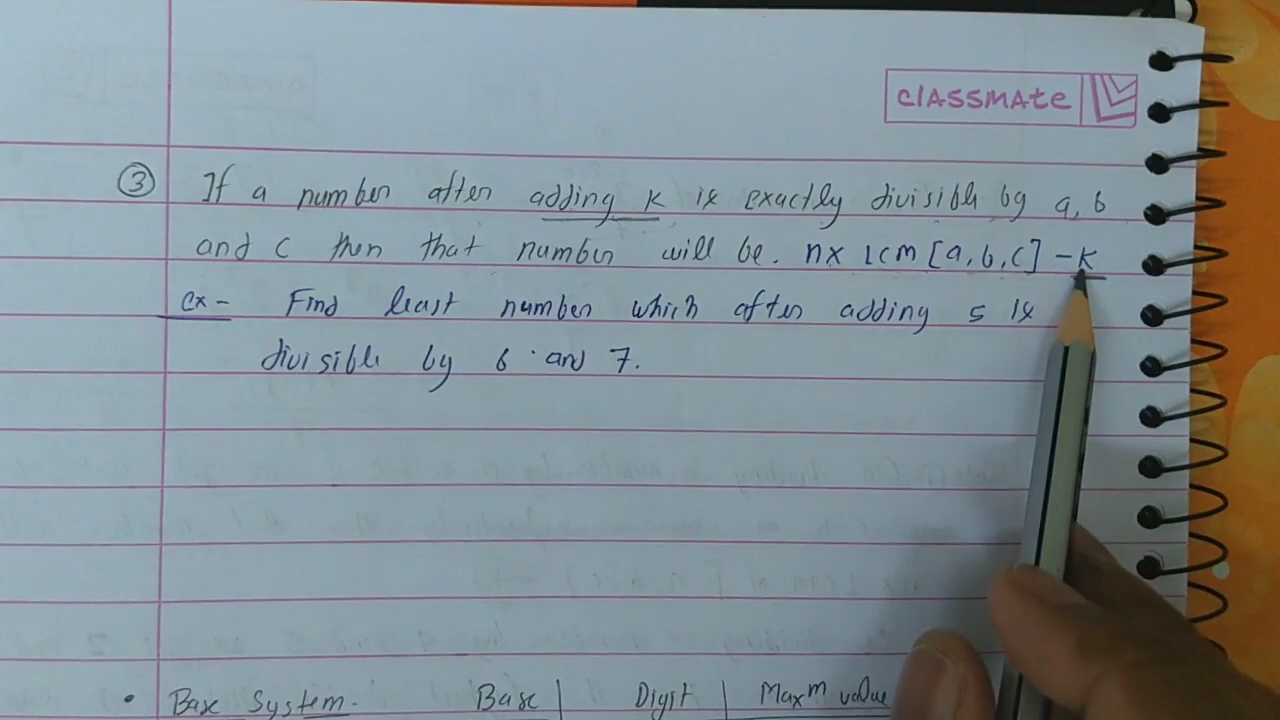 classmate
③ If a number after adding k is exactly divisible by a, b
and c then that number will be. n× lcm [a,b,c] - k
ex- Find least number which after adding 5 is
divisible by 6 and 7.
• Base System. Base | Digit | Maxm value